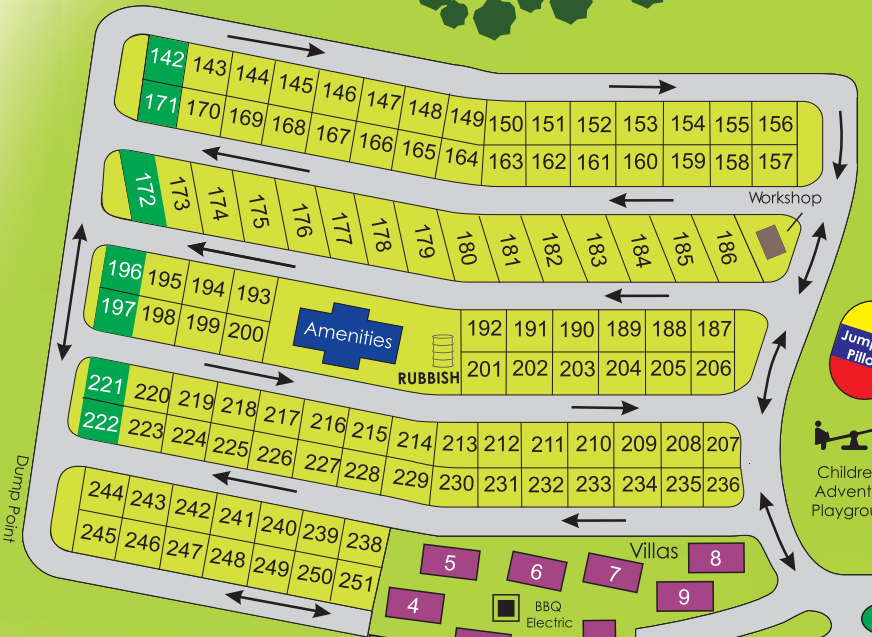 142 143 144 145 146 147 148 149 150 151 152 153 154 155 156
171 170 169 168 167 166 165 164 163 162 161 160 159 158 157
Workshop
172 173 174 175 176 177 178 179 180 181 182 183 184 185 186
196 195 194 193
197 198 199 200
Amenities
RUBBISH
192 191 190 189 188 187
201 202 203 204 205 206
Jump
Pillo
221 220 219 218 217 216 215 214 213 212 211 210 209 208 207
222 223 224 225 226 227 228 229 230 231 232 233 234 235 236
Childre
Advent
Playgrou
Dump Point
244 243 242 241 240 239 238
245 246 247 248 249 250 251
Villas
5 6 7 8
4 9
BBQ
Electric